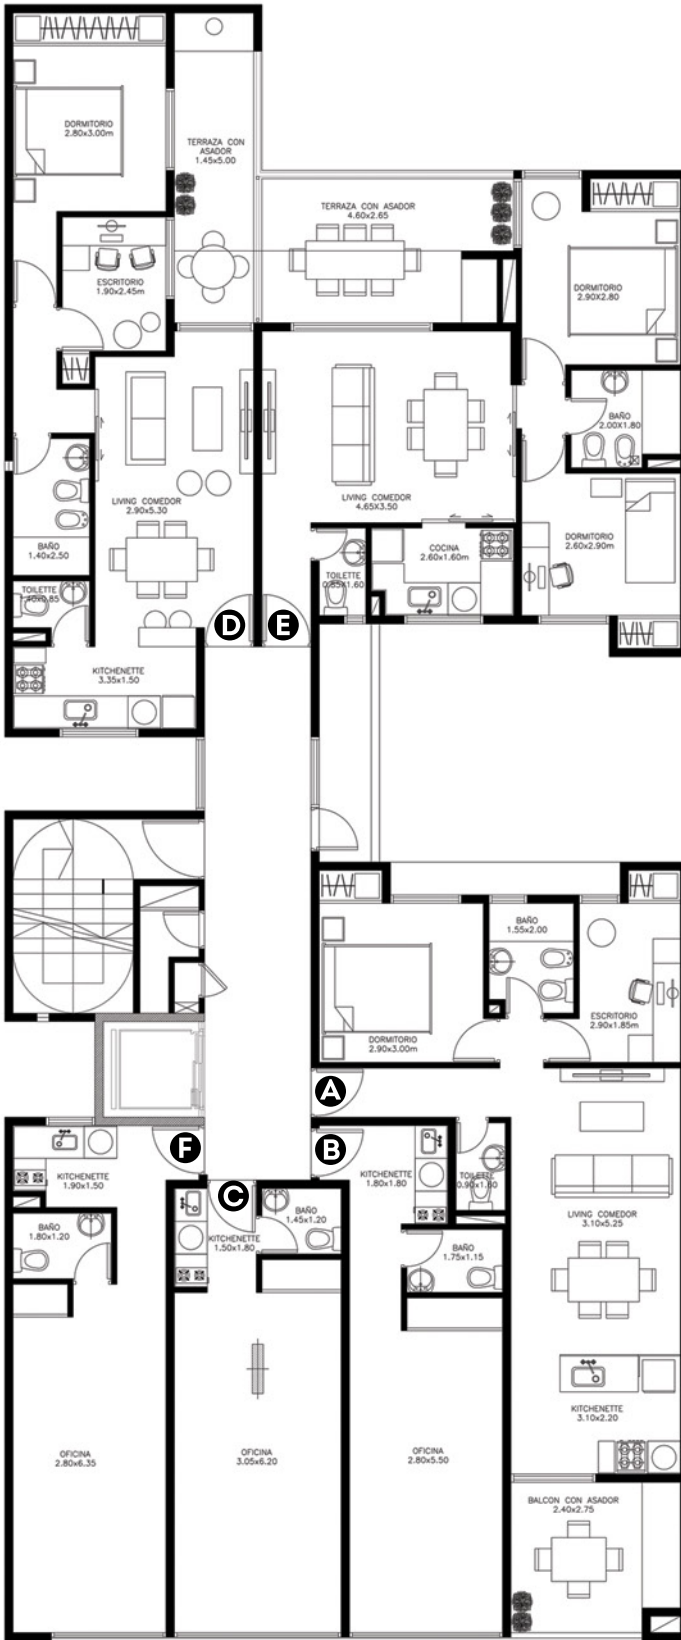 DORMITORIO
2.80x3.00m
TERRAZA CON
ASADOR
1.45x5.00
TERRAZA CON ASADOR
4.60x2.65
ESCRITORIO
1.90x2.45m
DORMITORIO
2.90X2.80
BAÑO
2.00X1.80
LIVING COMEDOR
2.90x5.30
LIVING COMEDOR
4.65X3.50
BAÑO
1.40x2.50
COCINA
2.60x1.60m
DORMITORIO
2.60x2.90m
TOILETTE
0.85X1.60
TOILETTE
D
E
KITCHENETTE
3.35x1.50
BAÑO
1.55x2.00
DORMITORIO
2.90x3.00m
ESCRITORIO
2.90x1.85m
A
F
B
KITCHENETTE
1.90x1.50
C
KITCHENETTE
1.80x1.80
TOILETTE
0.90x1.60
BAÑO
1.80x1.20
BAÑO
1.45x1.20
KITCHENETTE
1.50x1.80
BAÑO
1.75x1.15
LIVING COMEDOR
3.10x5.25
KITCHENETTE
3.10x2.20
OFICINA
2.80x6.35
OFICINA
3.05x6.20
OFICINA
2.80x5.50
BALCON CON ASADOR
2.40x2.75